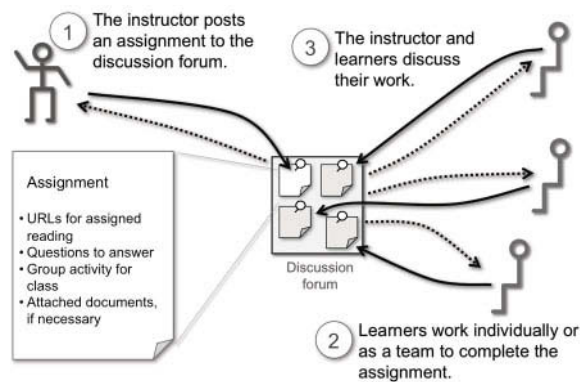 1
The instructor posts
an assignment to the
discussion forum.
3
The instructor and
learners discuss
their work.
Assignment
• URLs for assigned
reading
• Questions to answer
• Group activity for
class
• Attached documents,
if necessary
Discussion
forum
2
Learners work individually or
as a team to complete the
assignment.